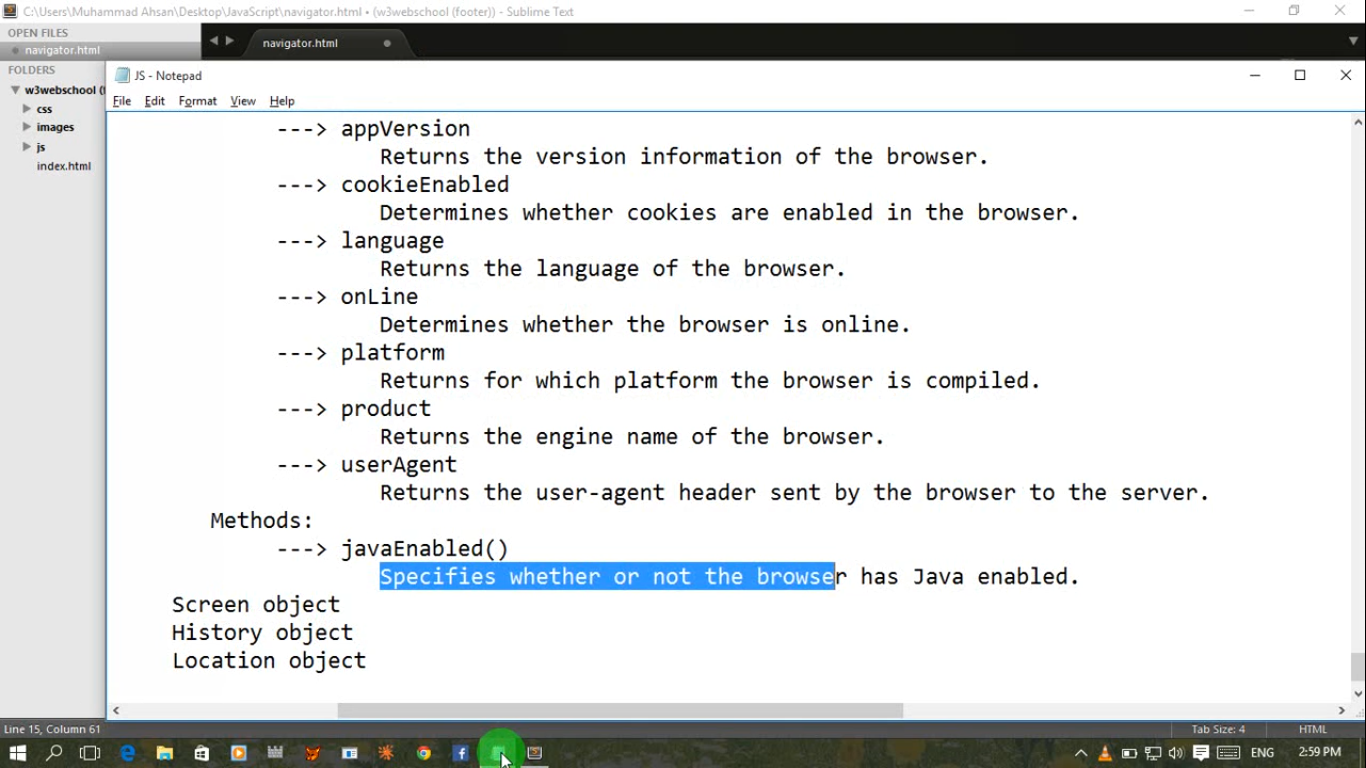 C:\Users\Muhammad Ahsan\Desktop\JavaScript\navigator.html • (w3webschool (footer)) - Sublime Text
OPEN FILES
navigator.html
navigator.html
FOLDERS
w3webschool (f
css
images
js
index.html
JS - Notepad
File Edit Format View Help
---> appVersion
Returns the version information of the browser.
---> cookieEnabled
Determines whether cookies are enabled in the browser.
---> language
Returns the language of the browser.
---> onLine
Determines whether the browser is online.
---> platform
Returns for which platform the browser is compiled.
---> product
Returns the engine name of the browser.
---> userAgent
Returns the user-agent header sent by the browser to the server.
Methods:
---> javaEnabled()
Specifies whether or not the browser has Java enabled.
Screen object
History object
Location object
Line 15, Column 61 Tab Size: 4 HTML
ENG 2:59 PM